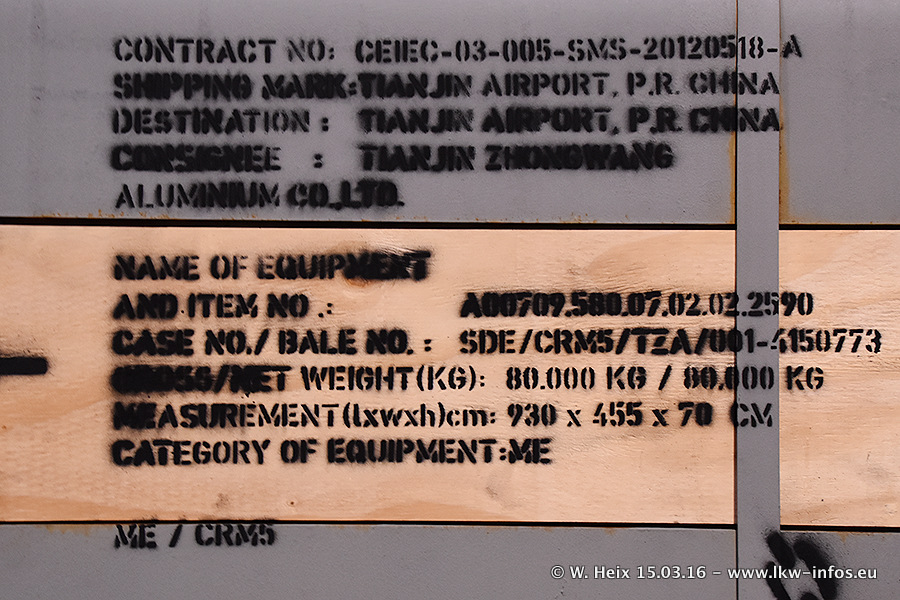 CONTRACT NO: CEIEC-03-005-SMS-20120518-A
SHIPPING MARK:TIANJIN AIRPORT, P.R. CHINA
DESTINATION : TIANJIN AIRPORT, P.R. CHINA
CONSIGNEE : TIANJIN ZHONGWANG
ALUMINIUM CO.,LTD.
NAME OF EQUIPMENT
AND ITEM NO .: A00709.580.07.02.02.2590
CASE NO./ BALE NO. : SDE/CRM5/TZA/001-4150773
GROSS/NET WEIGHT(KG): 80.000 KG / 80.000 KG
MEASUREMENT(lxwxh)cm: 930 x 455 x 70 CM
CATEGORY OF EQUIPMENT:ME
ME / CRM5
© W. Heix 15.03.16 – www.lkw-infos.eu